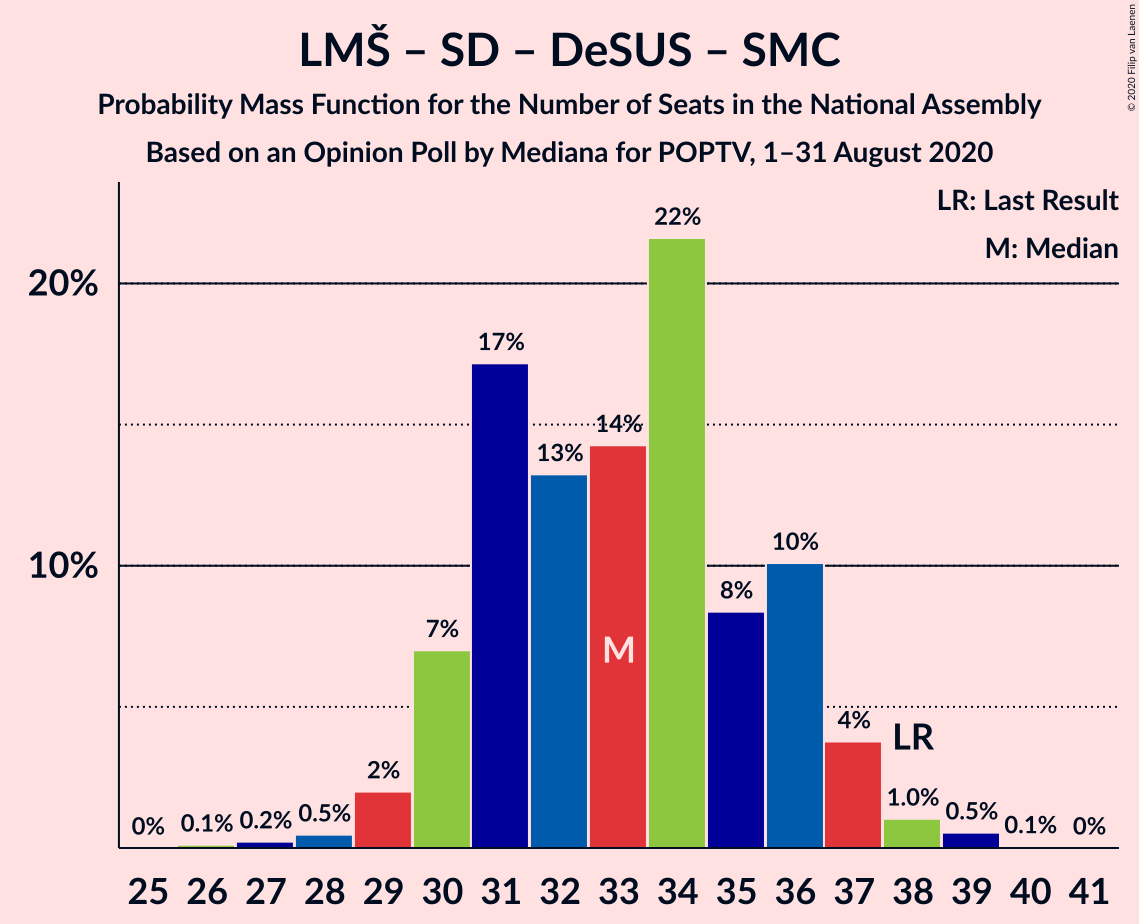 LMŠ – SD – DeSUS – SMC
Probability Mass Function for the Number of Seats in the National Assembly
Based on an Opinion Poll by Mediana for POPTV, 1–31 August 2020
© 2020 Filip van Laenen
LR: Last Result
M: Median
20%
10%
0%
0.1%
0.2%
0.5%
2%
7%
17%
13%
14%
22%
8%
10%
4%
1.0%
0.5%
0.1%
0%
M
LR
25 26 27 28 29 30 31 32 33 34 35 36 37 38 39 40 41